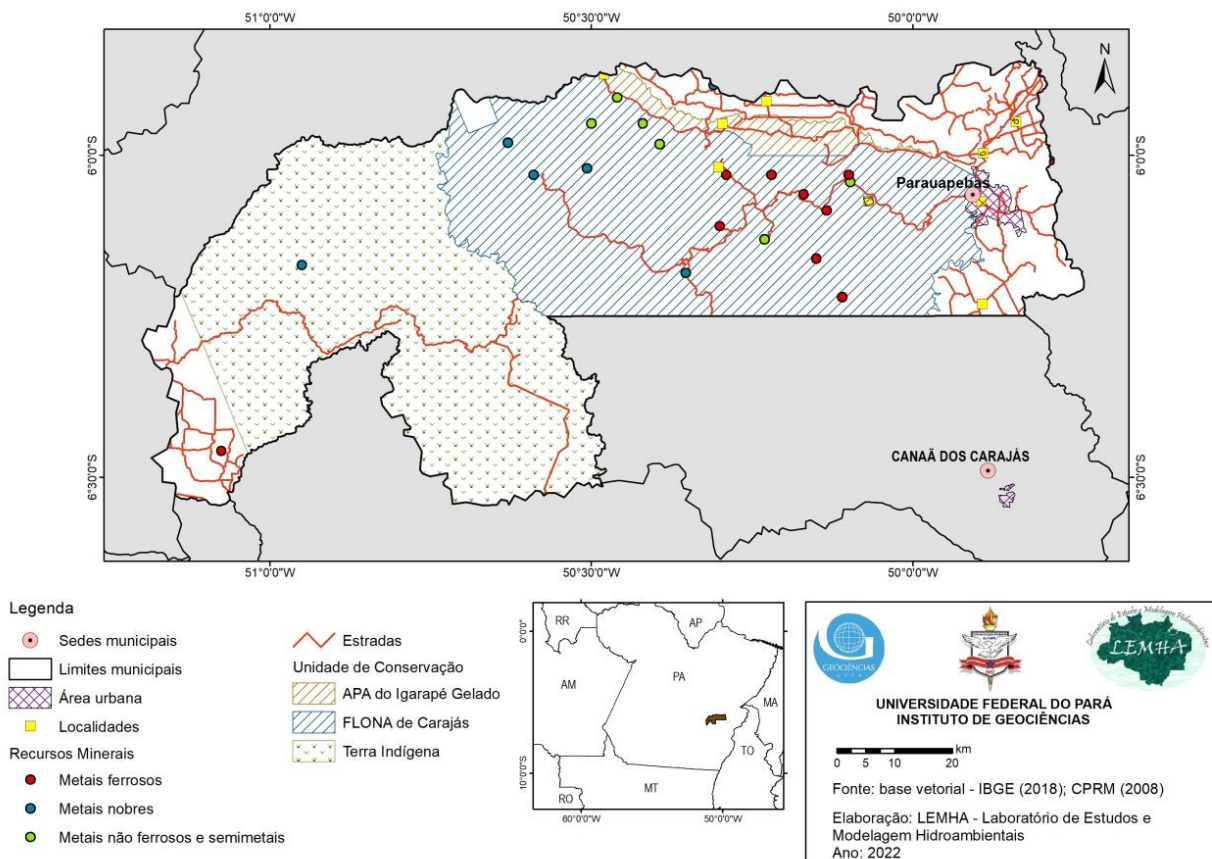 51°0'0"W 50°30'0"W 50°0'0"W
N
6°0'0"S 6°0'0"S
Parauapebas
CANAÃ DOS CARAJÁS
6°30'0"S 6°30'0"S
51°0'0"W 50°30'0"W 50°0'0"W
Legenda
Sedes municipais
Limites municipais
Área urbana
Localidades
Recursos Minerais
Metais ferrosos
Metais nobres
Metais não ferrosos e semimetais
Estradas
Unidade de Conservação
APA do Igarapé Gelado
FLONA de Carajás
Terra Indígena
RR AP
0°0'0"
AM PA MA
TO
10°0'0"S
RO MT
60°0'0"W 50°0'0"W
GEOCIÊNCIAS
UFPA
Laboratório de Estudos e Modelagem Hidroambientais
LEMHA
UNIVERSIDADE FEDERAL DO PARÁ
INSTITUTO DE GEOCIÊNCIAS
km
0 5 10 20
Fonte: base vetorial - IBGE (2018); CPRM (2008)
Elaboração: LEMHA - Laboratório de Estudos e
Modelagem Hidroambientais
Ano: 2022